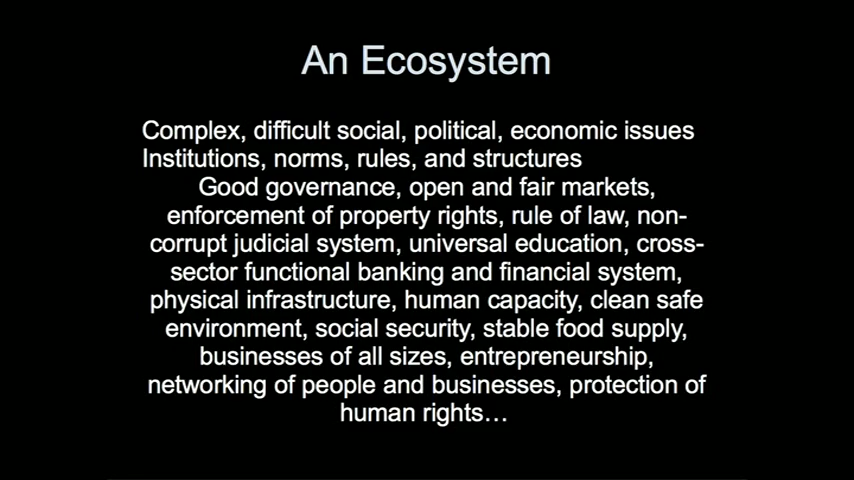 An Ecosystem
Complex, difficult social, political, economic issues
Institutions, norms, rules, and structures
Good governance, open and fair markets,
enforcement of property rights, rule of law, non-
corrupt judicial system, universal education, cross-
sector functional banking and financial system,
physical infrastructure, human capacity, clean safe
environment, social security, stable food supply,
businesses of all sizes, entrepreneurship,
networking of people and businesses, protection of
human rights…